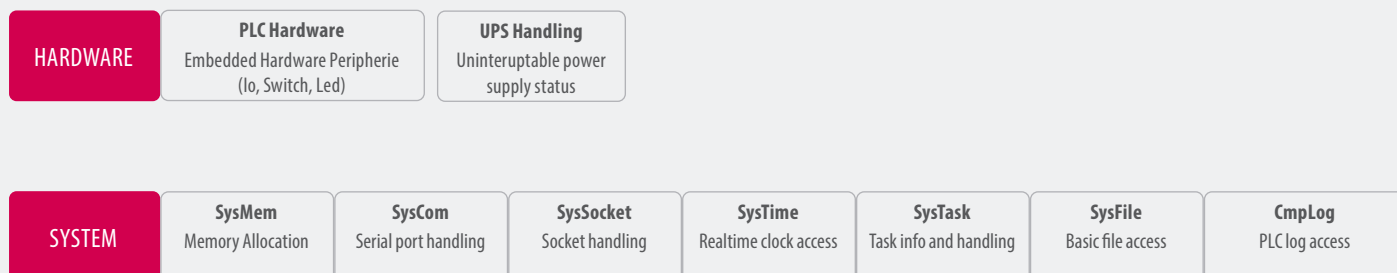 HARDWARE
PLC Hardware
Embedded Hardware Peripherie
(Io, Switch, Led)
UPS Handling
Uninteruptable power
supply status
SYSTEM
SysMem
Memory Allocation
SysCom
Serial port handling
SysSocket
Socket handling
SysTime
Realtime clock access
SysTask
Task info and handling
SysFile
Basic file access
CmpLog
PLC log access